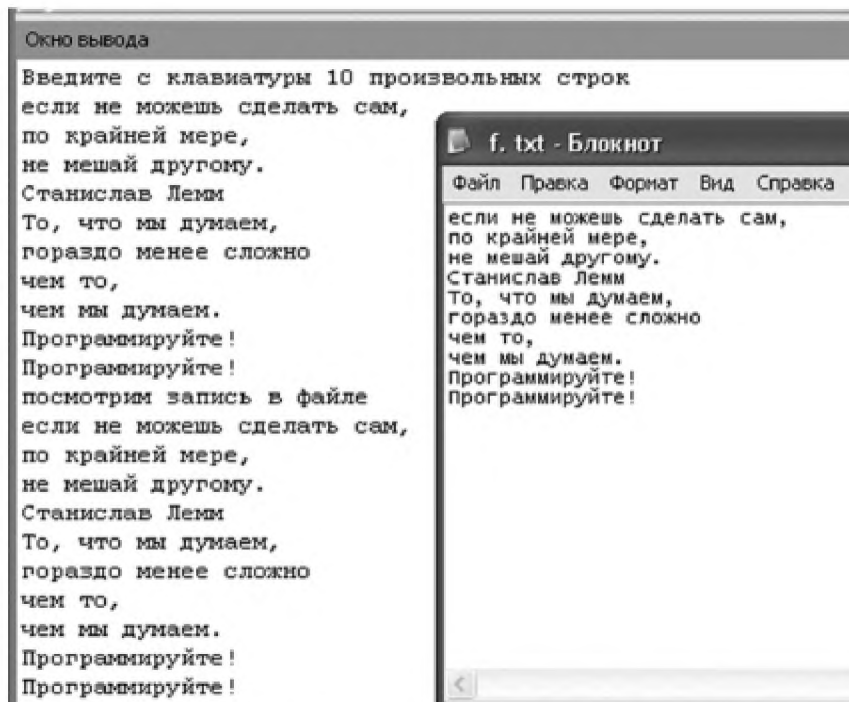 Окно вывода
Введите с клавиатуры 10 произвольных строк
если не можешь сделать сам,
по крайней мере,
не мешай другому.
Станислав Лемм
То, что мы думаем,
гораздо менее сложно
чем то,
чем мы думаем.
Программируйте!
Программируйте!
посмотрим запись в файле
если не можешь сделать сам,
по крайней мере,
не мешай другому.
Станислав Лемм
То, что мы думаем,
гораздо менее сложно
чем то,
чем мы думаем.
Программируйте!
Программируйте!
f. txt - Блокнот
Файл Правка Формат Вид Справка
если не можешь сделать сам,
по крайней мере,
не мешай другому.
Станислав Лемм
То, что мы думаем,
гораздо менее сложно
чем то,
чем мы думаем.
Программируйте!
Программируйте!